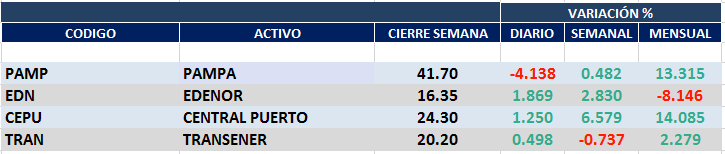 VARIACIÓN %
CODIGO ACTIVO CIERRE SEMANA DIARIO SEMANAL MENSUAL
PAMP PAMPA 41.70 -4.138 0.482 13.315
EDN EDENOR 16.35 1.869 2.830 -8.146
CEPU CENTRAL PUERTO 24.30 1.250 6.579 14.085
TRAN TRANSENER 20.20 0.498 -0.737 2.279